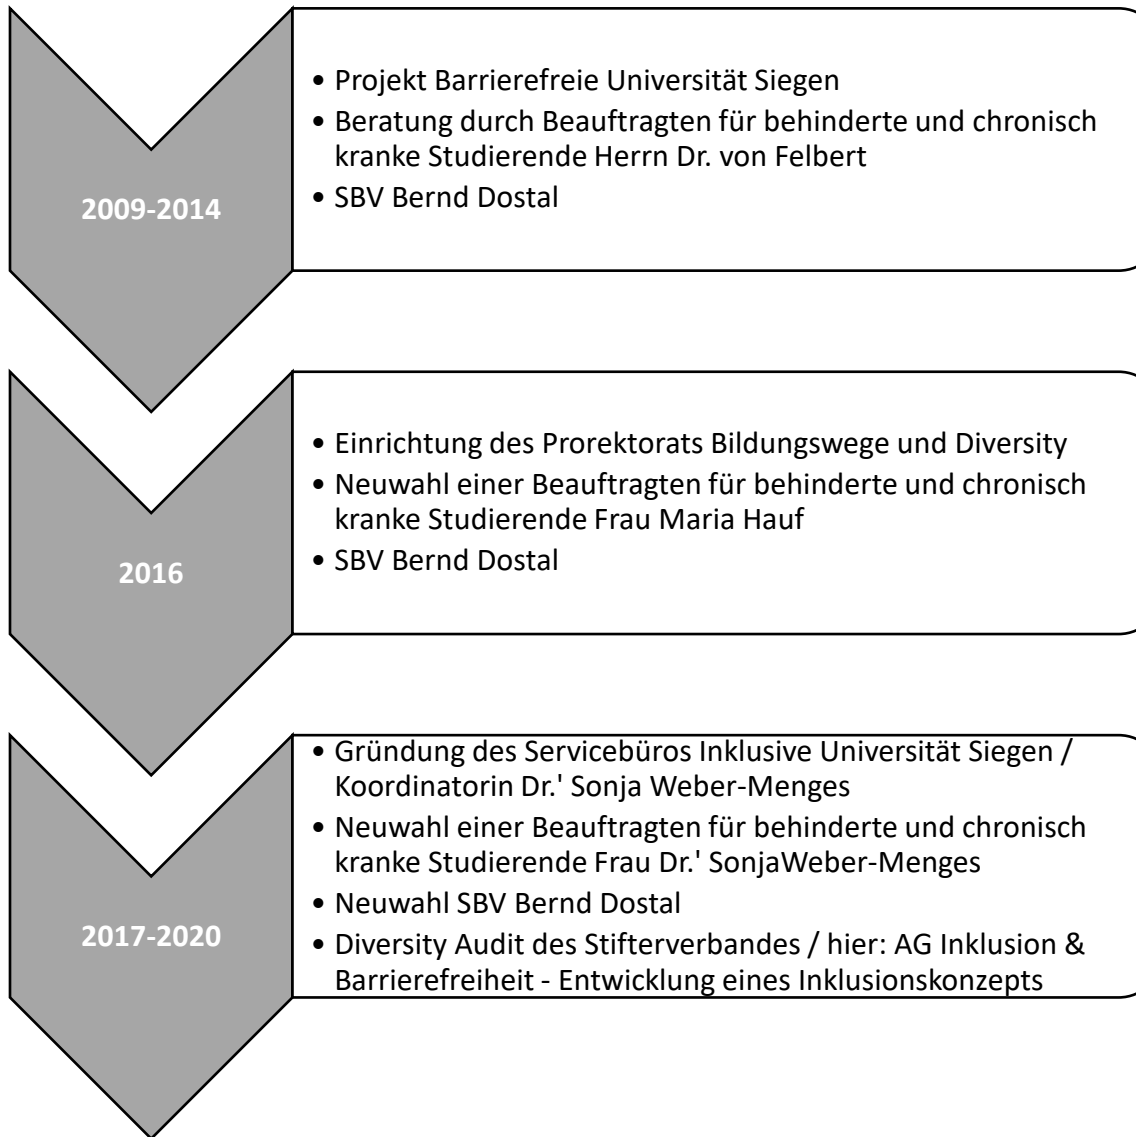 2009-2014
• Projekt Barrierefreie Universität Siegen
• Beratung durch Beauftragten für behinderte und chronisch
kranke Studierende Herrn Dr. von Felbert
• SBV Bernd Dostal
2016
• Einrichtung des Prorektorats Bildungswege und Diversity
• Neuwahl einer Beauftragten für behinderte und chronisch
kranke Studierende Frau Maria Hauf
• SBV Bernd Dostal
2017-2020
• Gründung des Servicebüros Inklusive Universität Siegen /
Koordinatorin Dr.' Sonja Weber-Menges
• Neuwahl einer Beauftragten für behinderte und chronisch
kranke Studierende Frau Dr.' SonjaWeber-Menges
• Neuwahl SBV Bernd Dostal
• Diversity Audit des Stifterverbandes / hier: AG Inklusion &
Barrierefreiheit - Entwicklung eines Inklusionskonzepts